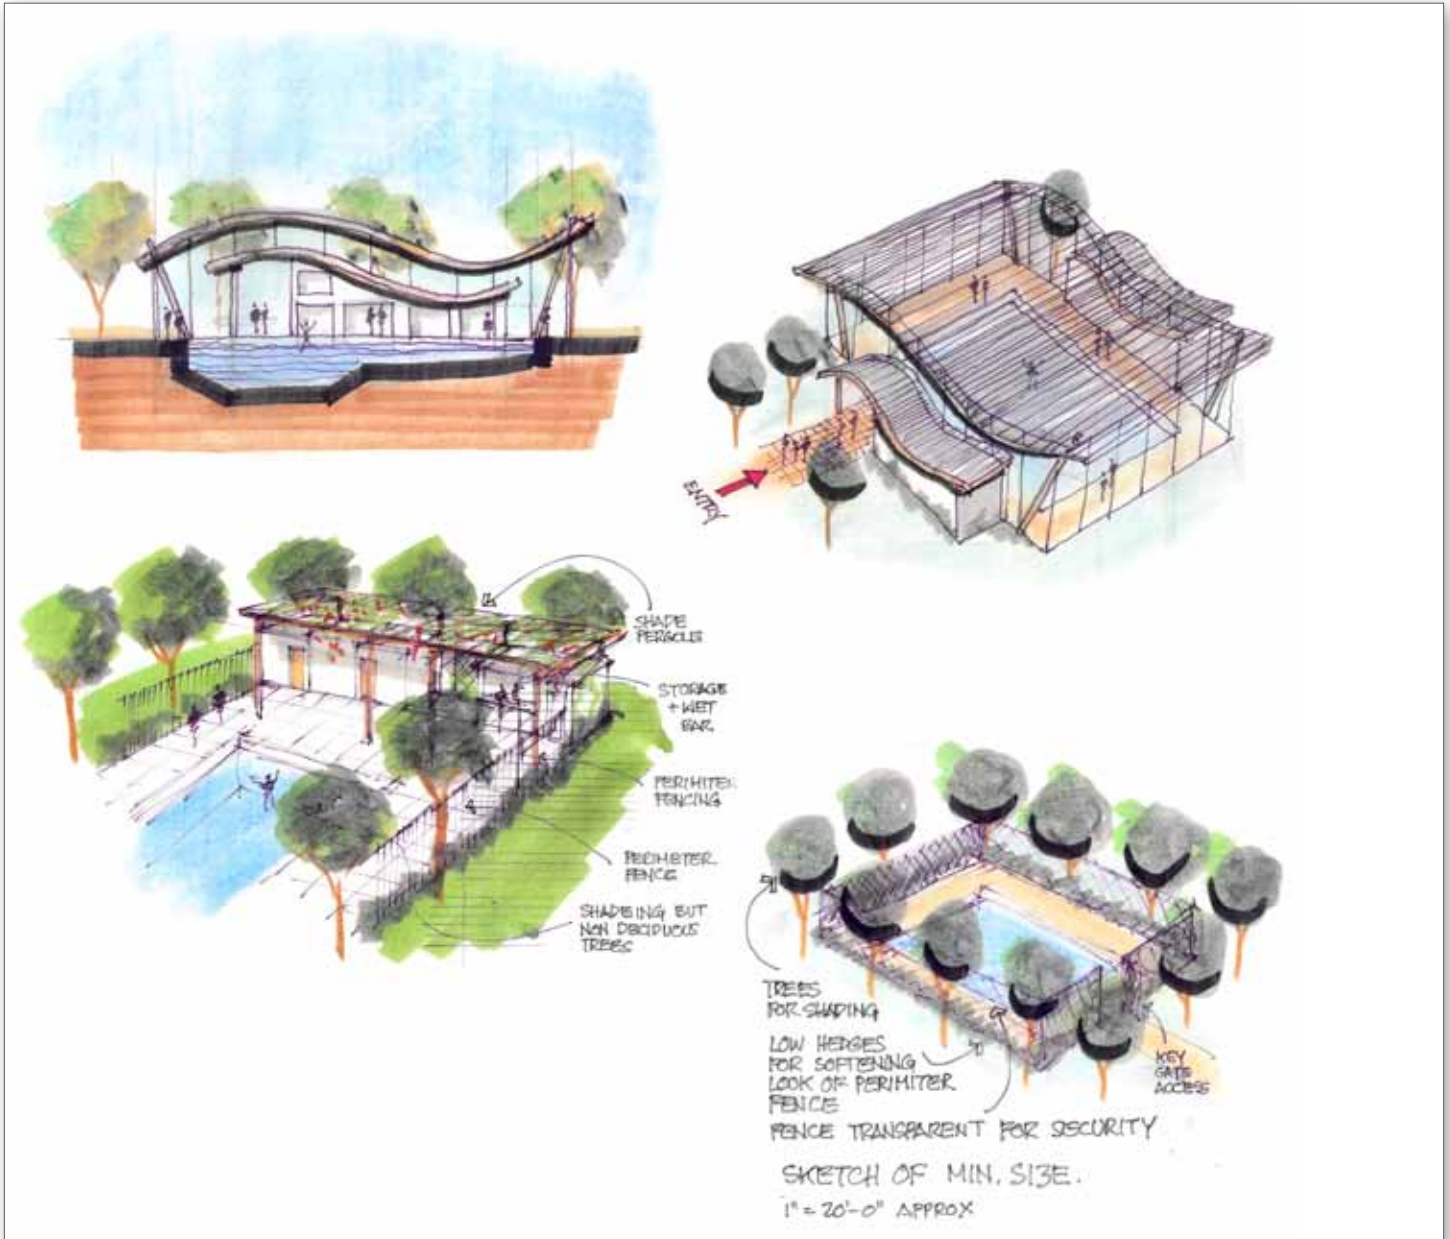 ENTRY
SHADE
PERGOLIS
STORAGE
+ WET
BAR
PERIMITER
FENCING
PERIMETER
FENCE
SHADEING BUT
NON DECIDUOUS
TREES
TREES
FOR SHADING
LOW HEDGES
FOR SOFTENING
LOOK OF PERIMITER
FENCE
KEY
GATE
ACCESS
FENCE TRANSPARENT FOR SECURITY
SKETCH OF MIN. SIZE.
1" = 20'-0" APPROX